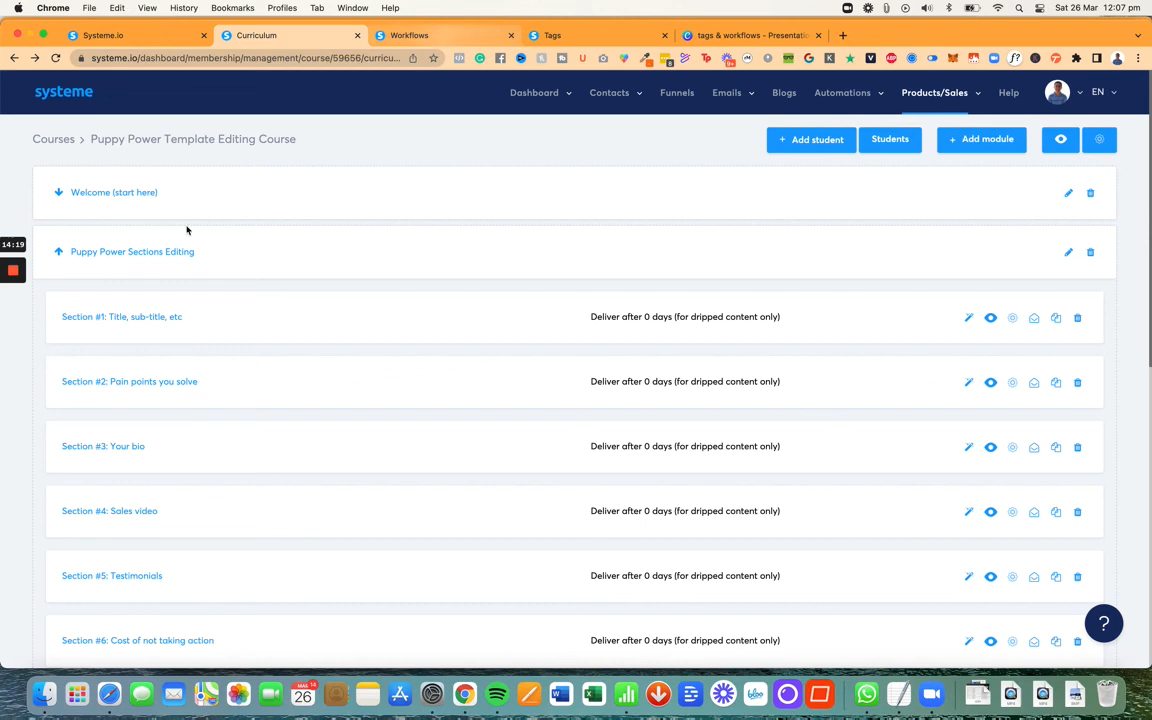 Chrome File Edit View History Bookmarks Profiles Tab Window Help Sat 26 Mar 12:07 pm
Systeme.io Curriculum Workflows Tags tags & workflows - Presentatio
systeme.io/dashboard/membership/management/course/59656/curricu...
systeme Dashboard Contacts Funnels Emails Blogs Automations Products/Sales Help EN
Courses > Puppy Power Template Editing Course + Add student Students + Add module
Welcome (start here)
14:19
Puppy Power Sections Editing
Section #1: Title, sub-title, etc Deliver after 0 days (for dripped content only)
Section #2: Pain points you solve Deliver after 0 days (for dripped content only)
Section #3: Your bio Deliver after 0 days (for dripped content only)
Section #4: Sales video Deliver after 0 days (for dripped content only)
Section #5: Testimonials Deliver after 0 days (for dripped content only)
?
Section #6: Cost of not taking action Deliver after 0 days (for dripped content only)